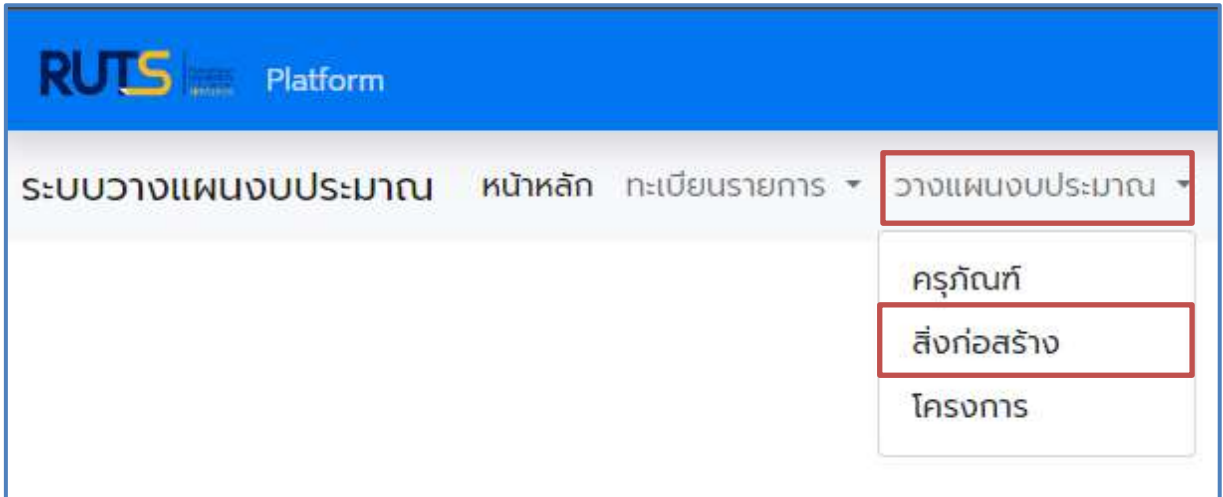 RUTS Platform
ระบบวางแผนงบประมาณ หน้าหลัก ทะเบียนรายการ วางแผนงบประมาณ
ครุภัณฑ์
สิ่งก่อสร้าง
โครงการ